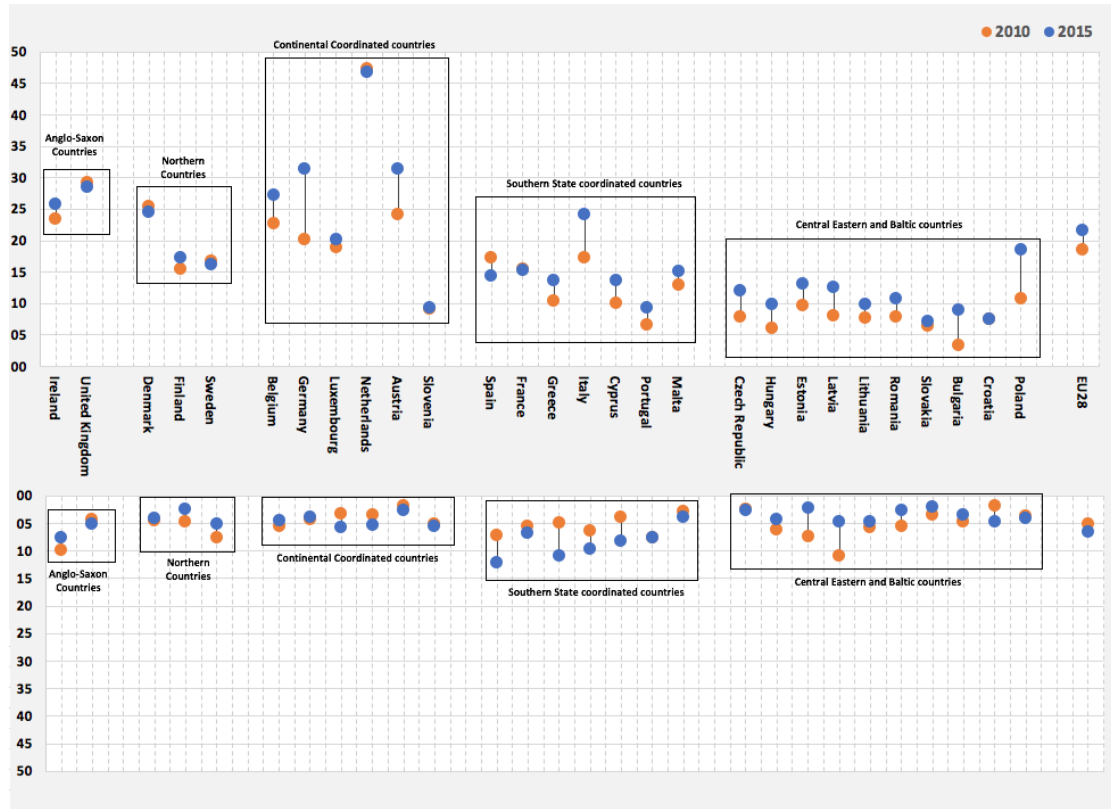 2010 2015
Continental Coordinated countries
50
45
40
35
30
25
20
15
10
05
00
Anglo-Saxon
Countries
Northern
Countries
Southern State coordinated countries
Central Eastern and Baltic countries
Ireland
United Kingdom
Denmark
Finland
Sweden
Belgium
Germany
Luxembourg
Netherlands
Austria
Slovenia
Spain
France
Greece
Italy
Cyprus
Portugal
Malta
Czech Republic
Hungary
Estonia
Latvia
Lithuania
Romania
Slovakia
Bulgaria
Croatia
Poland
EU28
00
05
10
15
20
25
30
35
40
45
50
Anglo-Saxon
Countries
Northern
Countries
Continental Coordinated countries
Southern State coordinated countries
Central Eastern and Baltic countries